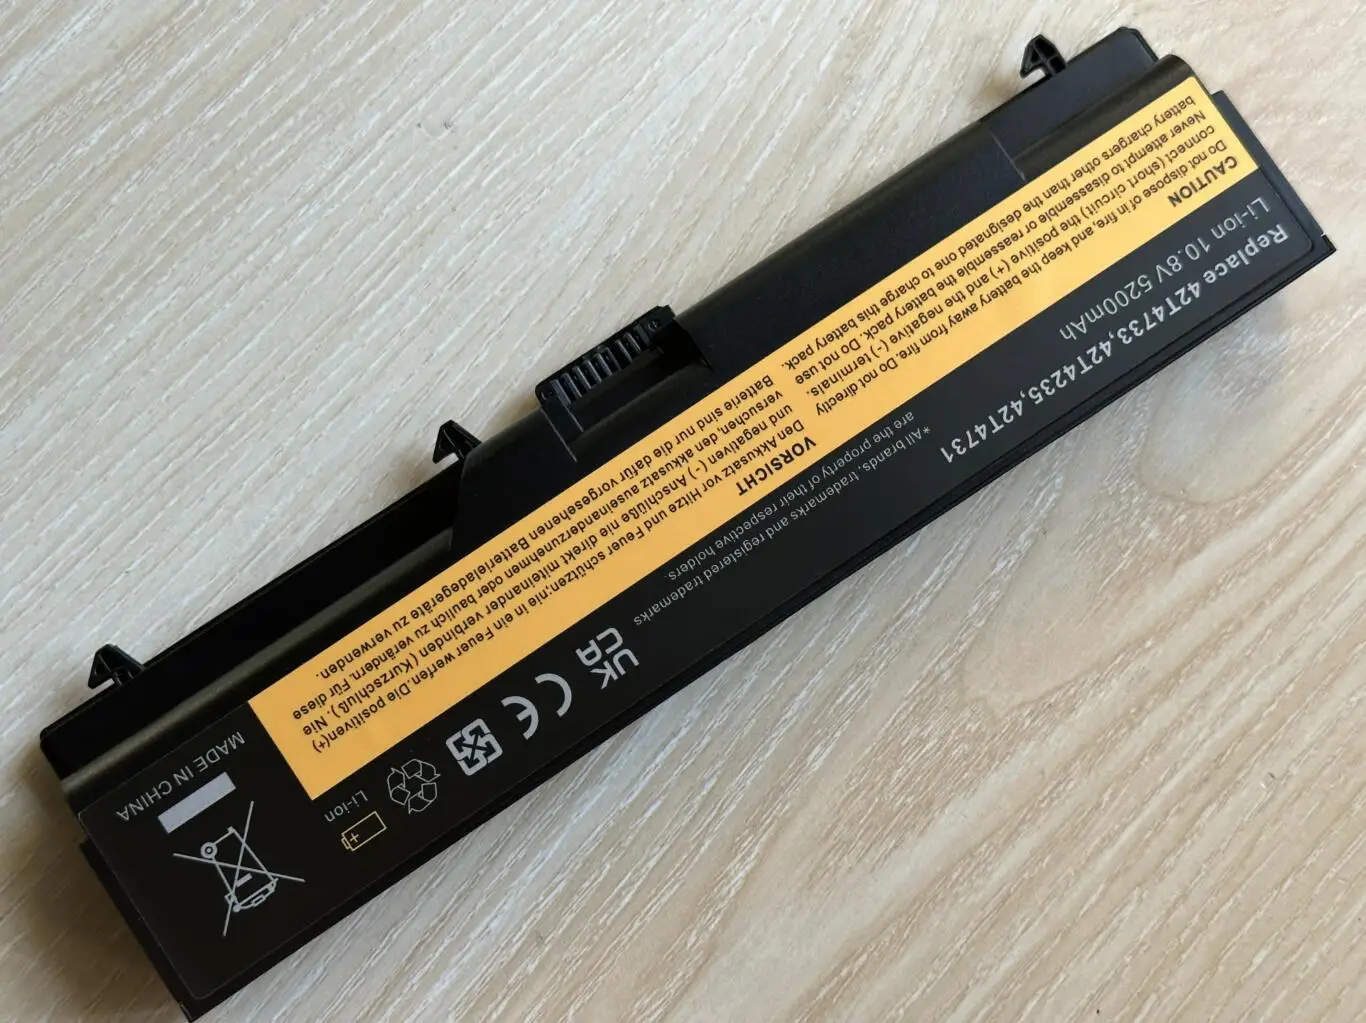 Replace 42T4733,42T4235,42T4731
Li-ion 10.8V 5200mAh
*All brands, trademarks and registered trademarks
are the property of their respective holders.
CAUTION
Do not dispose of in fire,and keep the battery away from fire.Do not directly
connect (short circuit) the positive (+) and the negative (-) terminals.
Never attempt to disassemble or reassemble the battery pack. Do not use
battery chargers other than the designated one to charge this battery pack.
VORSICHT
Den Akkusatz vor Hitze und Feuer schützen;nie in ein Feuer werfen.Die positiven(+)
und negativen (-) Anschlüße nie direkt miteinander verbinden (Kurzschluß). Nie
versuchen, den akkusatz auseinanderzunehmen oder baulich zu verändern. Für diese
Batterie sind nur die dafür vorgesehenen Batterieladegeräte zu verwenden.
UK
CA
CE
Li-ion
MADE IN CHINA